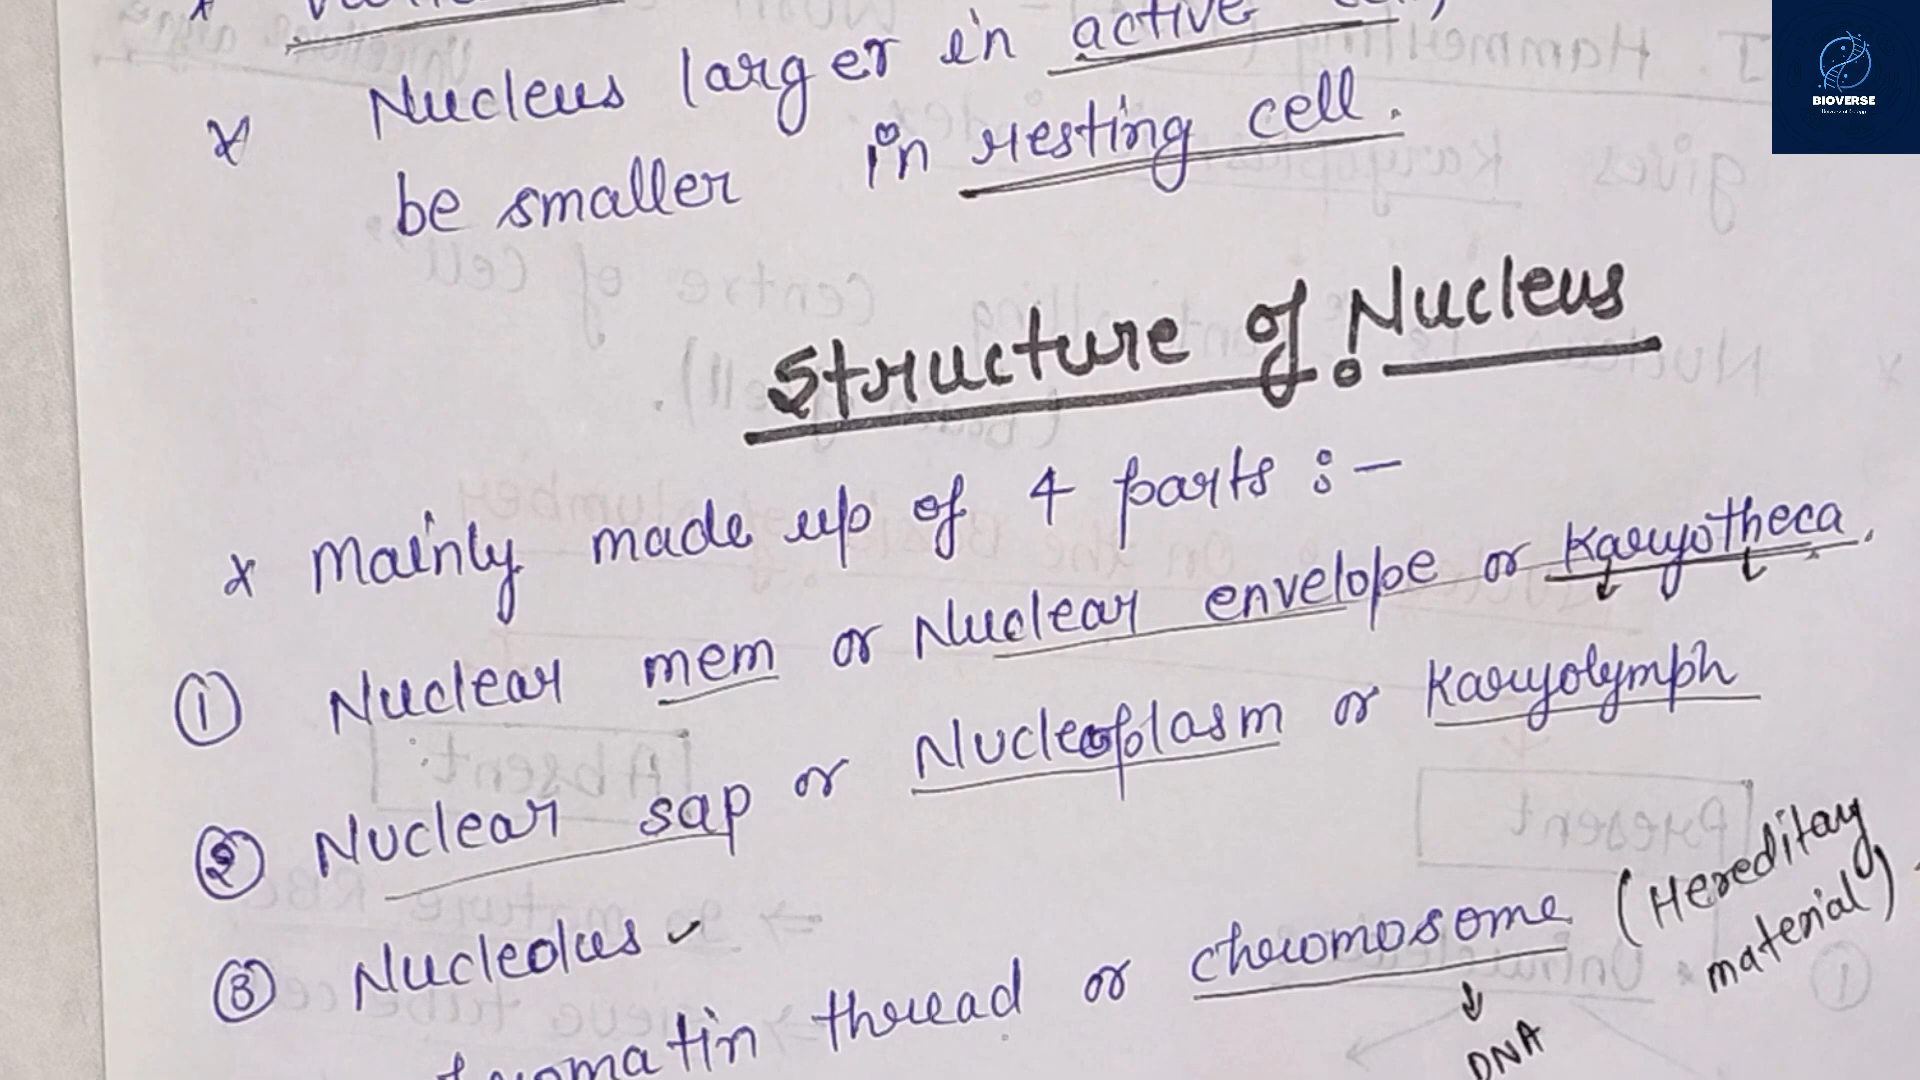 * Nucleus larger in active
be smaller in resting cell.
Structure of Nucleus
* Mainly made up of 4 parts :-
① Nuclear mem or Nuclear envelope or Karyotheca.
② Nuclear sap or Nucleoplasm or Karyolymph
③ Nucleolus ✓
thread or chromosome (Hereditary material)
↓
DNA
BIOVERSE